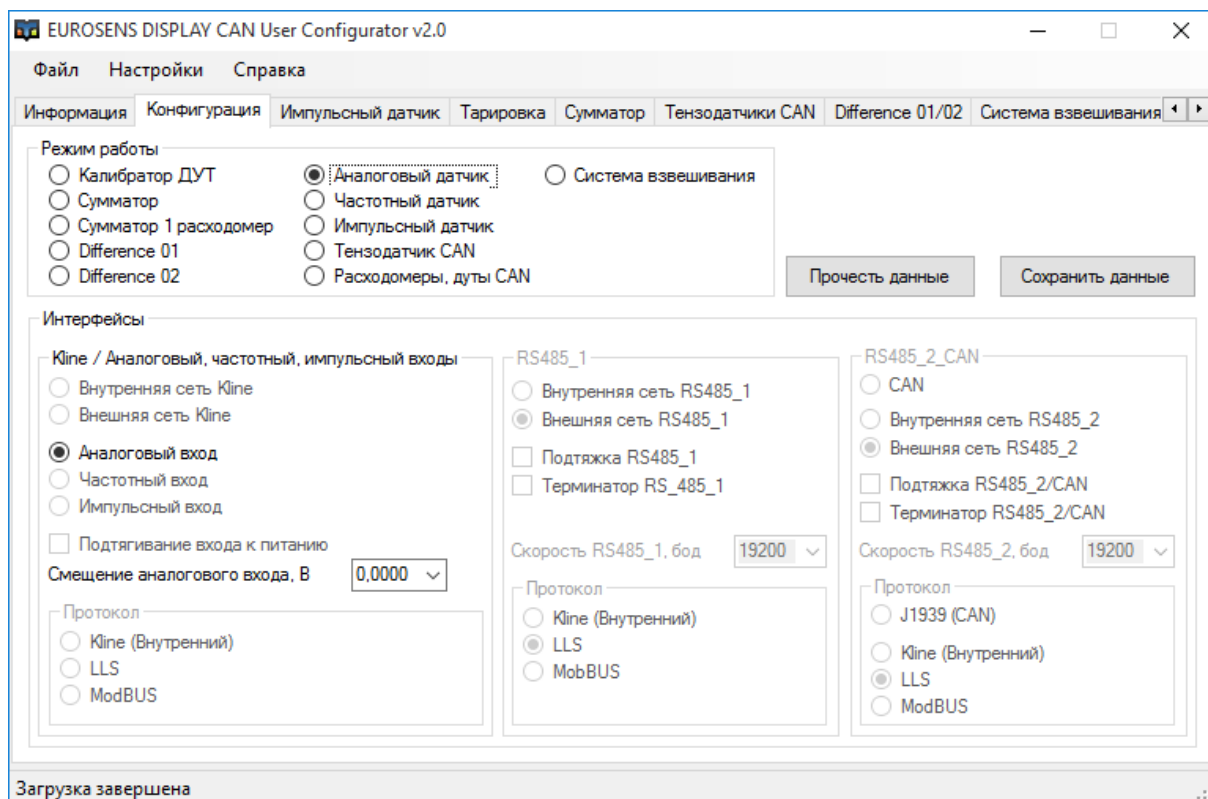 EUROSENS DISPLAY CAN User Configurator v2.0
Файл Настройки Справка
Информация Конфигурация Импульсный датчик Тарировка Сумматор Тензодатчики CAN Difference 01/02 Система взвешивания
Режим работы
Калибратор ДУТ Аналоговый датчик Система взвешивания
Сумматор Частотный датчик
Сумматор 1 расходомер Импульсный датчик
Difference 01 Тензодатчик CAN
Difference 02 Расходомеры, дуты CAN
Прочесть данные Сохранить данные
Интерфейсы
Kline / Аналоговый, частотный, импульсный входы
Внутренняя сеть Kline
Внешняя сеть Kline
Аналоговый вход
Частотный вход
Импульсный вход
Подтягивание входа к питанию
Смещение аналогового входа, В 0,0000
Протокол
Kline (Внутренний)
LLS
ModBUS
RS485_1
Внутренняя сеть RS485_1
Внешняя сеть RS485_1
Подтяжка RS485_1
Терминатор RS_485_1
Скорость RS485_1, бод 19200
Протокол
Kline (Внутренний)
LLS
MobBUS
RS485_2_CAN
CAN
Внутренняя сеть RS485_2
Внешняя сеть RS485_2
Подтяжка RS485_2/CAN
Терминатор RS485_2/CAN
Скорость RS485_2, бод 19200
Протокол
J1939 (CAN)
Kline (Внутренний)
LLS
ModBUS
Загрузка завершена